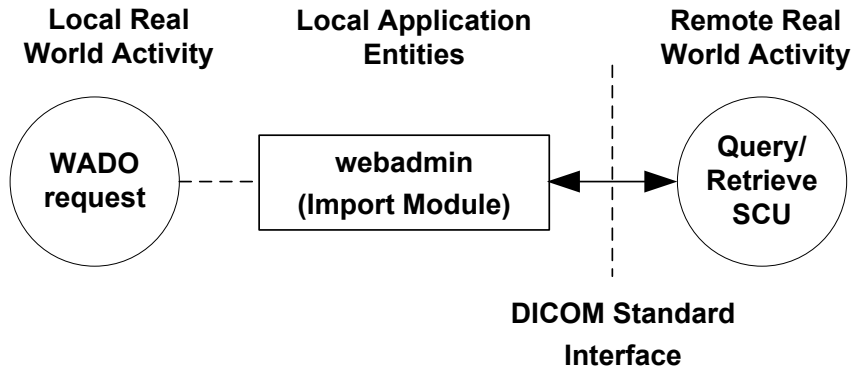 Local Real
World Activity
Local Application
Entities
Remote Real
World Activity
WADO
request
webadmin
(Import Module)
Query/
Retrieve
SCU
DICOM Standard
Interface